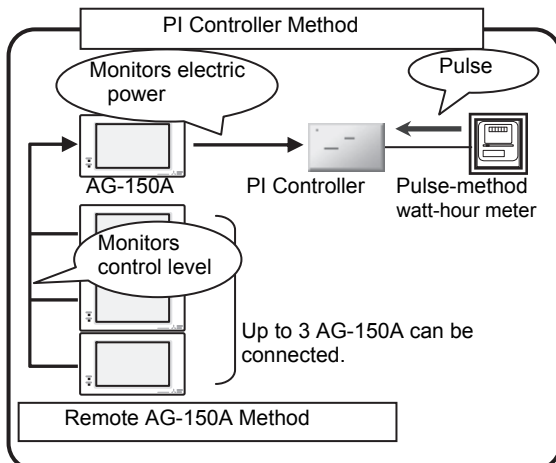 PI Controller Method
Monitors electric
power
Pulse
AG-150A
PI Controller
Pulse-method
watt-hour meter
Monitors
control level
Up to 3 AG-150A can be
connected.
Remote AG-150A Method